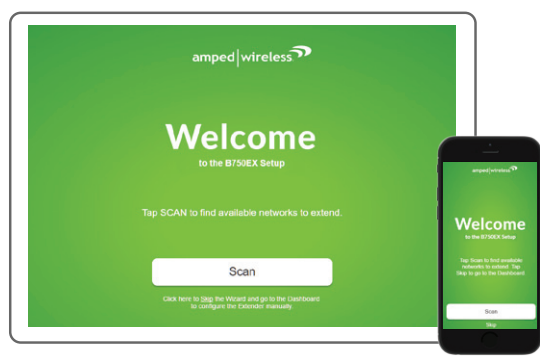 amped wireless
Welcome
to the B750EX Setup
Tap SCAN to find available networks to extend.
Scan
Click here to Skip the Wizard and go to the Dashboard
to configure the Extender manually.
amped wireless
Welcome
to the B750EX Setup
Tap Scan to find available
networks to extend. Tap
Skip to go to the Dashboard
Scan
Skip